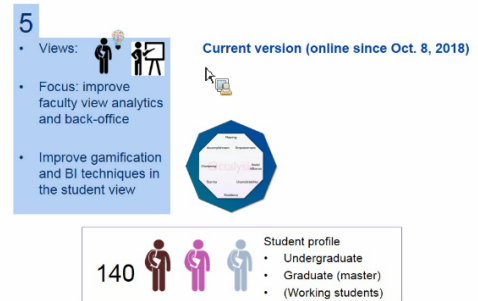 5
• Views:
Current version (online since Oct. 8, 2018)
• Focus: improve
faculty view analytics
and back-office
• Improve gamification
and BI techniques in
the student view
140
Student profile
• Undergraduate
• Graduate (master)
• (Working students)